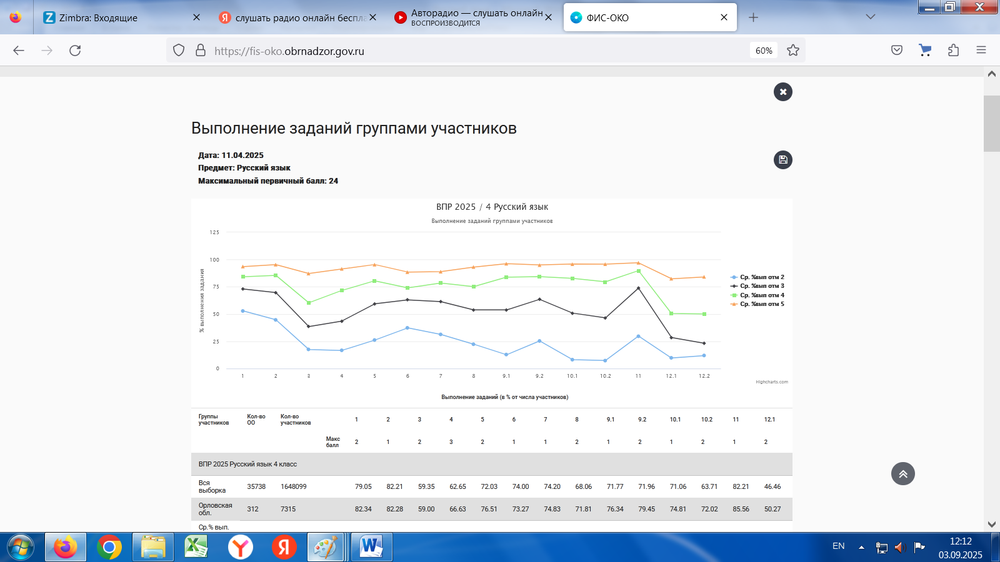 Zimbra: Входящие
слушать радио онлайн беспла
Авторадио — слушать онлайн
ВОСПРОИЗВОДИТСЯ
ФИС-ОКО
https://fis-oko.obrnadzor.gov.ru
60%
Выполнение заданий группами участников
Дата: 11.04.2025
Предмет: Русский язык
Максимальный первичный балл: 24
ВПР 2025 / 4 Русский язык
Выполнение заданий группами участников
% выполнения задания
125
100
75
50
25
0
1 2 3 4 5 6 7 8 9.1 9.2 10.1 10.2 11 12.1 12.2
Ср. %вып отм 2
Ср. %вып отм 3
Ср. %вып отм 4
Ср. %вып отм 5
Highcharts.com
Выполнение заданий (в % от числа участников)
Группы участников Кол-во ОО Кол-во участников 1 2 3 4 5 6 7 8 9.1 9.2 10.1 10.2 11 12.1
Макс балл 2 1 2 3 2 1 1 2 1 2 1 2 1 2
ВПР 2025 Русский язык 4 класс
Вся выборка 35738 1648099 79.05 82.21 59.35 62.65 72.03 74.00 74.20 68.06 71.77 71.96 71.06 63.71 82.21 46.46
Орловская обл. 312 7315 82.34 82.28 59.00 66.63 76.51 73.27 74.83 71.81 76.34 79.45 74.81 72.02 85.56 50.27
Ср.% вып.
EN
12:12
03.09.2025